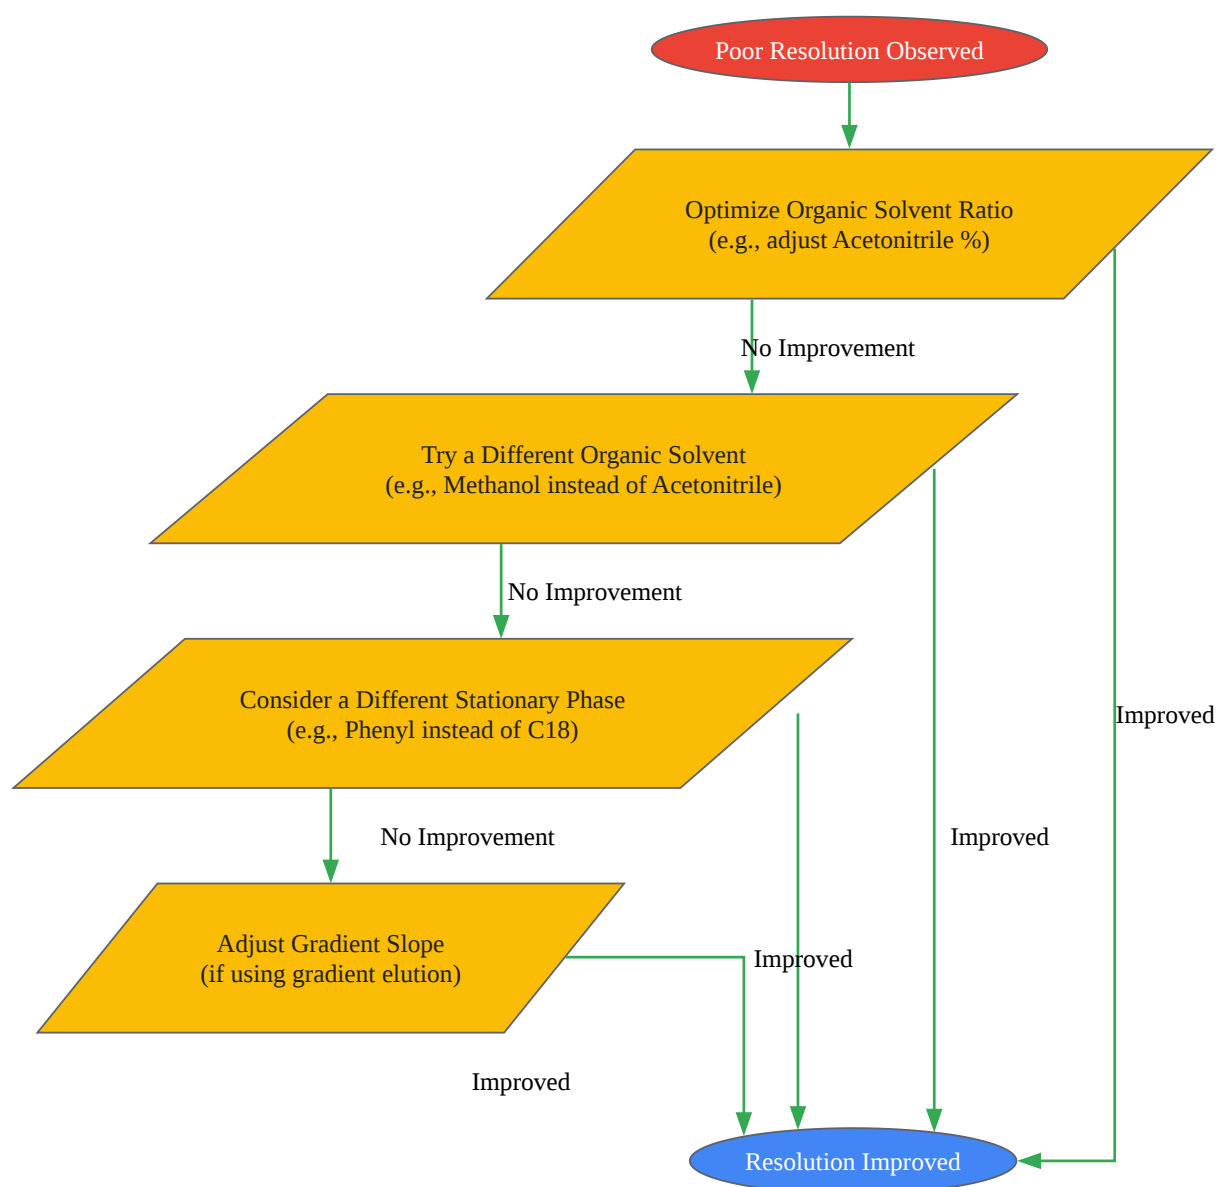 Poor Resolution Observed
Optimize Organic Solvent Ratio
(e.g., adjust Acetonitrile %)
No Improvement
Try a Different Organic Solvent
(e.g., Methanol instead of Acetonitrile)
No Improvement
Consider a Different Stationary Phase
(e.g., Phenyl instead of C18)
Improved
No Improvement
Improved
Adjust Gradient Slope
(if using gradient elution)
Improved
Improved
Resolution Improved